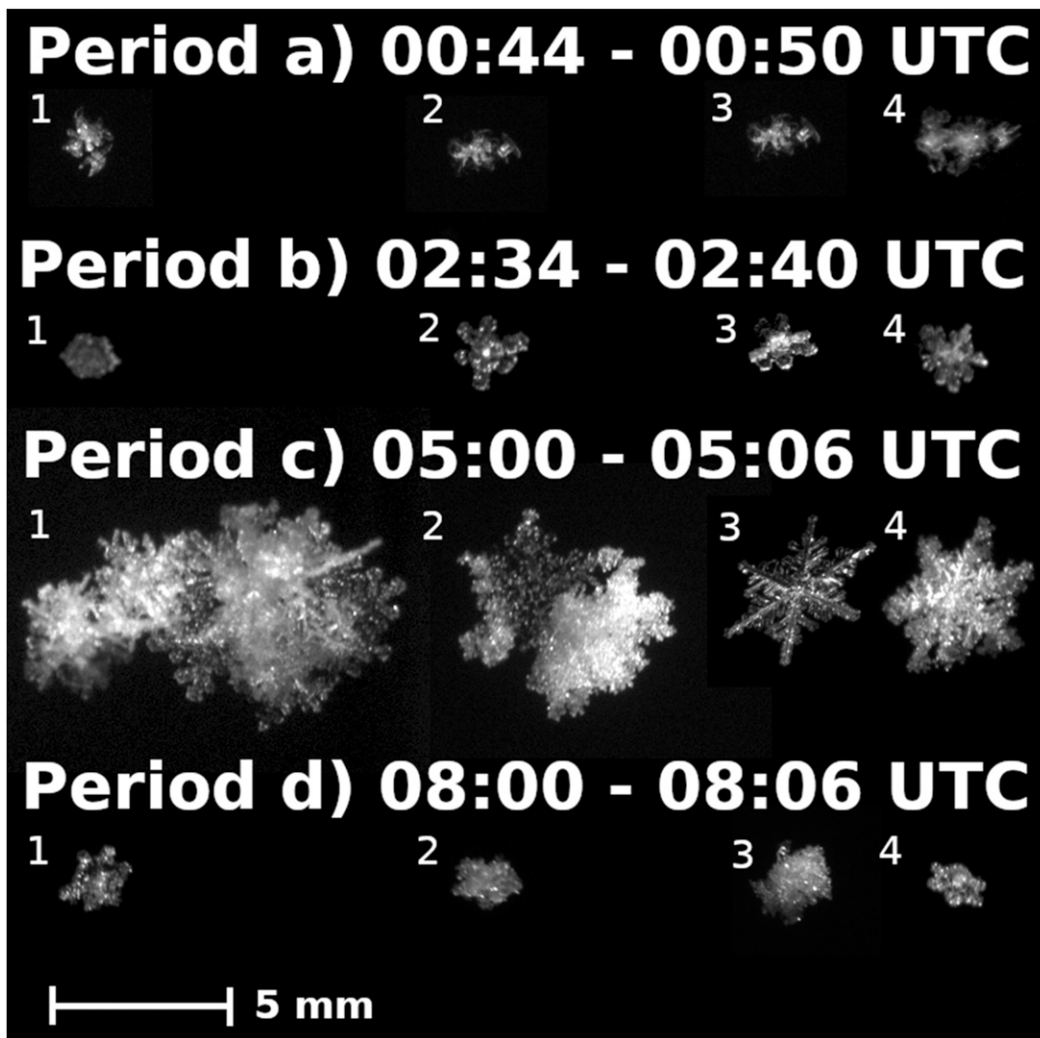 Period a) 00:44 - 00:50 UTC
1 2 3 4
Period b) 02:34 - 02:40 UTC
1 2 3 4
Period c) 05:00 - 05:06 UTC
1 2 3 4
Period d) 08:00 - 08:06 UTC
1 2 3 4
5 mm